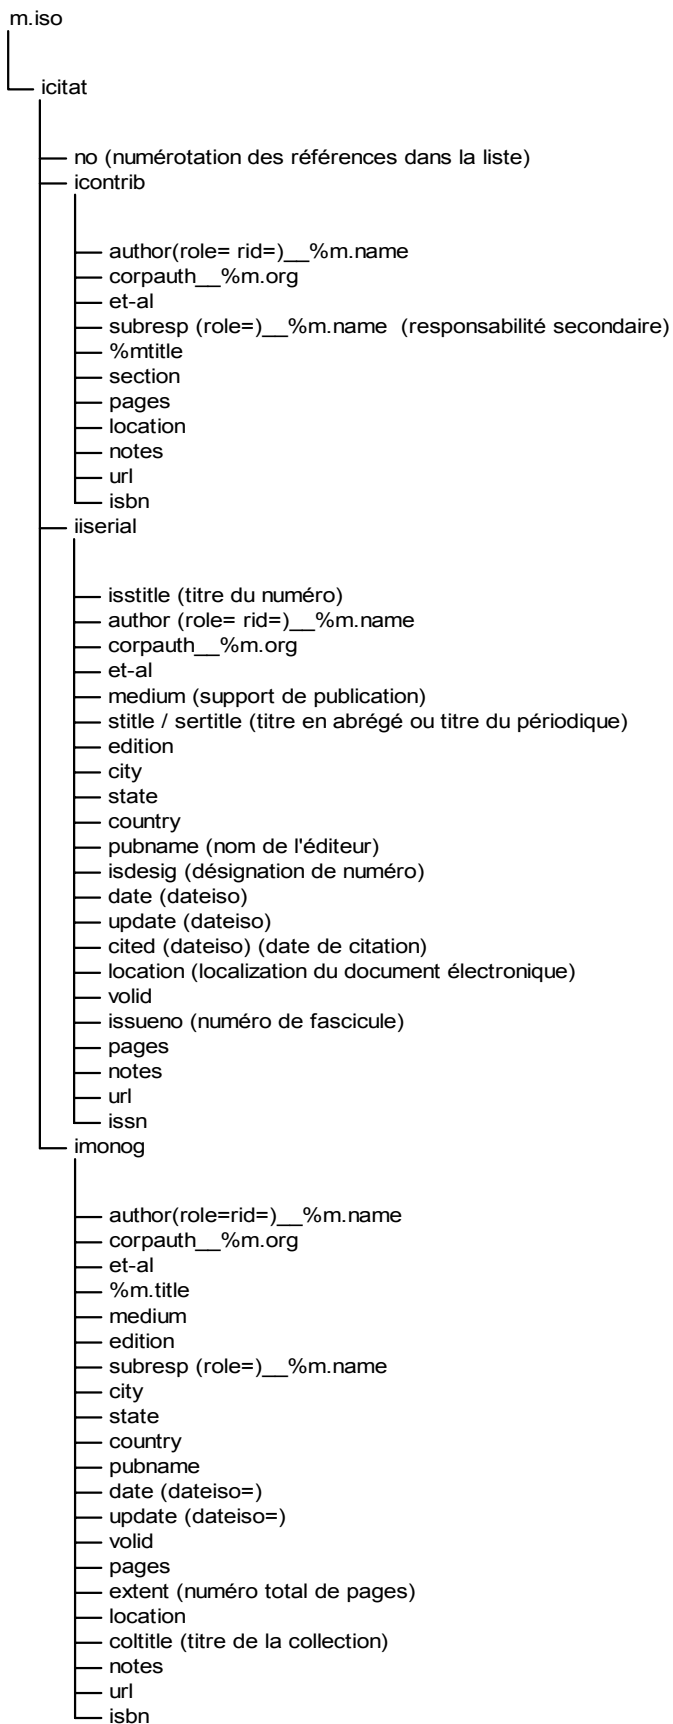 m.iso
icitat
no (numérotation des références dans la liste)
icontrib
author(role= rid=)__%m.name
corpauth__%m.org
et-al
subresp (role=)__%m.name (responsabilité secondaire)
%mtitle
section
pages
location
notes
url
isbn
iiserial
isstitle (titre du numéro)
author (role= rid=)__%m.name
corpauth__%m.org
et-al
medium (support de publication)
stitle / sertitle (titre en abrégé ou titre du périodique)
edition
city
state
country
pubname (nom de l'éditeur)
isdesig (désignation de numéro)
date (dateiso)
update (dateiso)
cited (dateiso) (date de citation)
location (localization du document électronique)
volid
issueno (numéro de fascicule)
pages
notes
url
issn
imonog
author(role=rid=)__%m.name
corpauth__%m.org
et-al
%m.title
medium
edition
subresp (role=)__%m.name
city
state
country
pubname
date (dateiso=)
update (dateiso=)
volid
pages
extent (numéro total de pages)
location
coltitle (titre de la collection)
notes
url
isbn